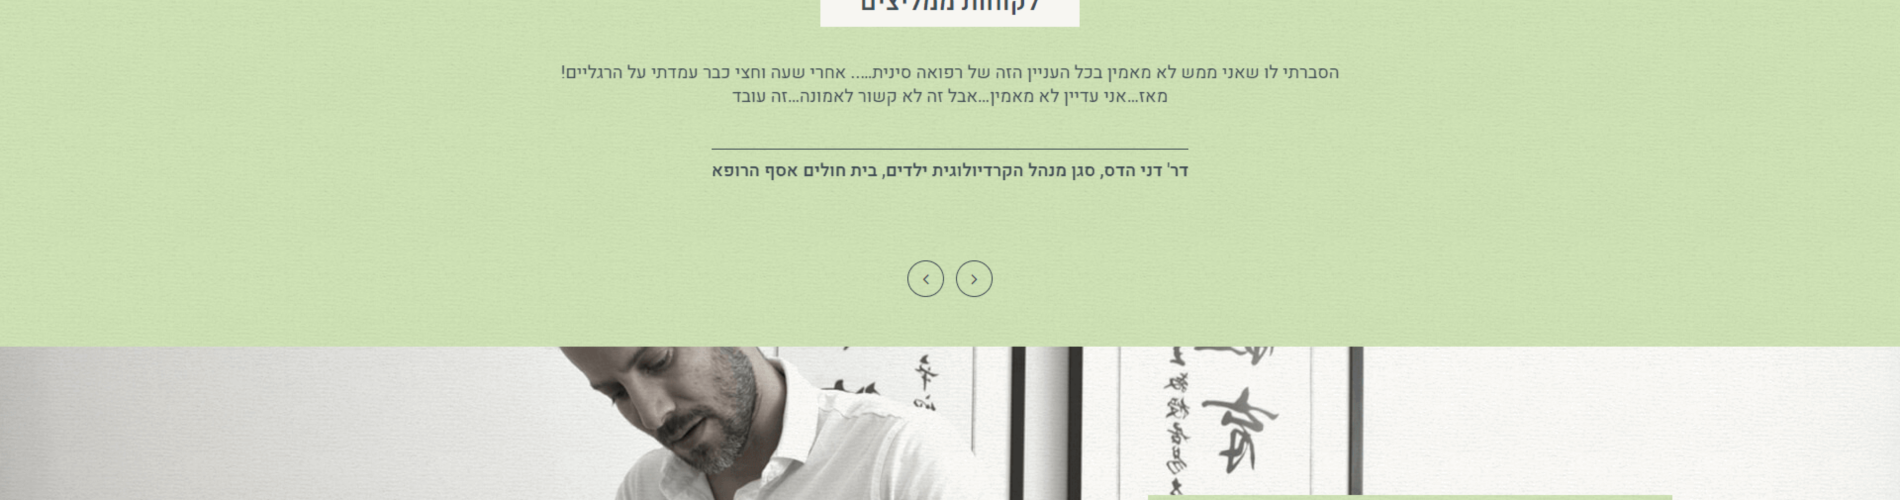 לקוחות ממליצים
הסברתי לו שאני ממש לא מאמין בכל העניין הזה של רפואה סינית….. אחרי שעה וחצי כבר עמדתי על הרגליים!
מאז…אני עדיין לא מאמין…אבל זה לא קשור לאמונה…זה עובד
דר' דני הדס, סגן מנהל הקרדיולוגית ילדים, בית חולים אסף הרופא